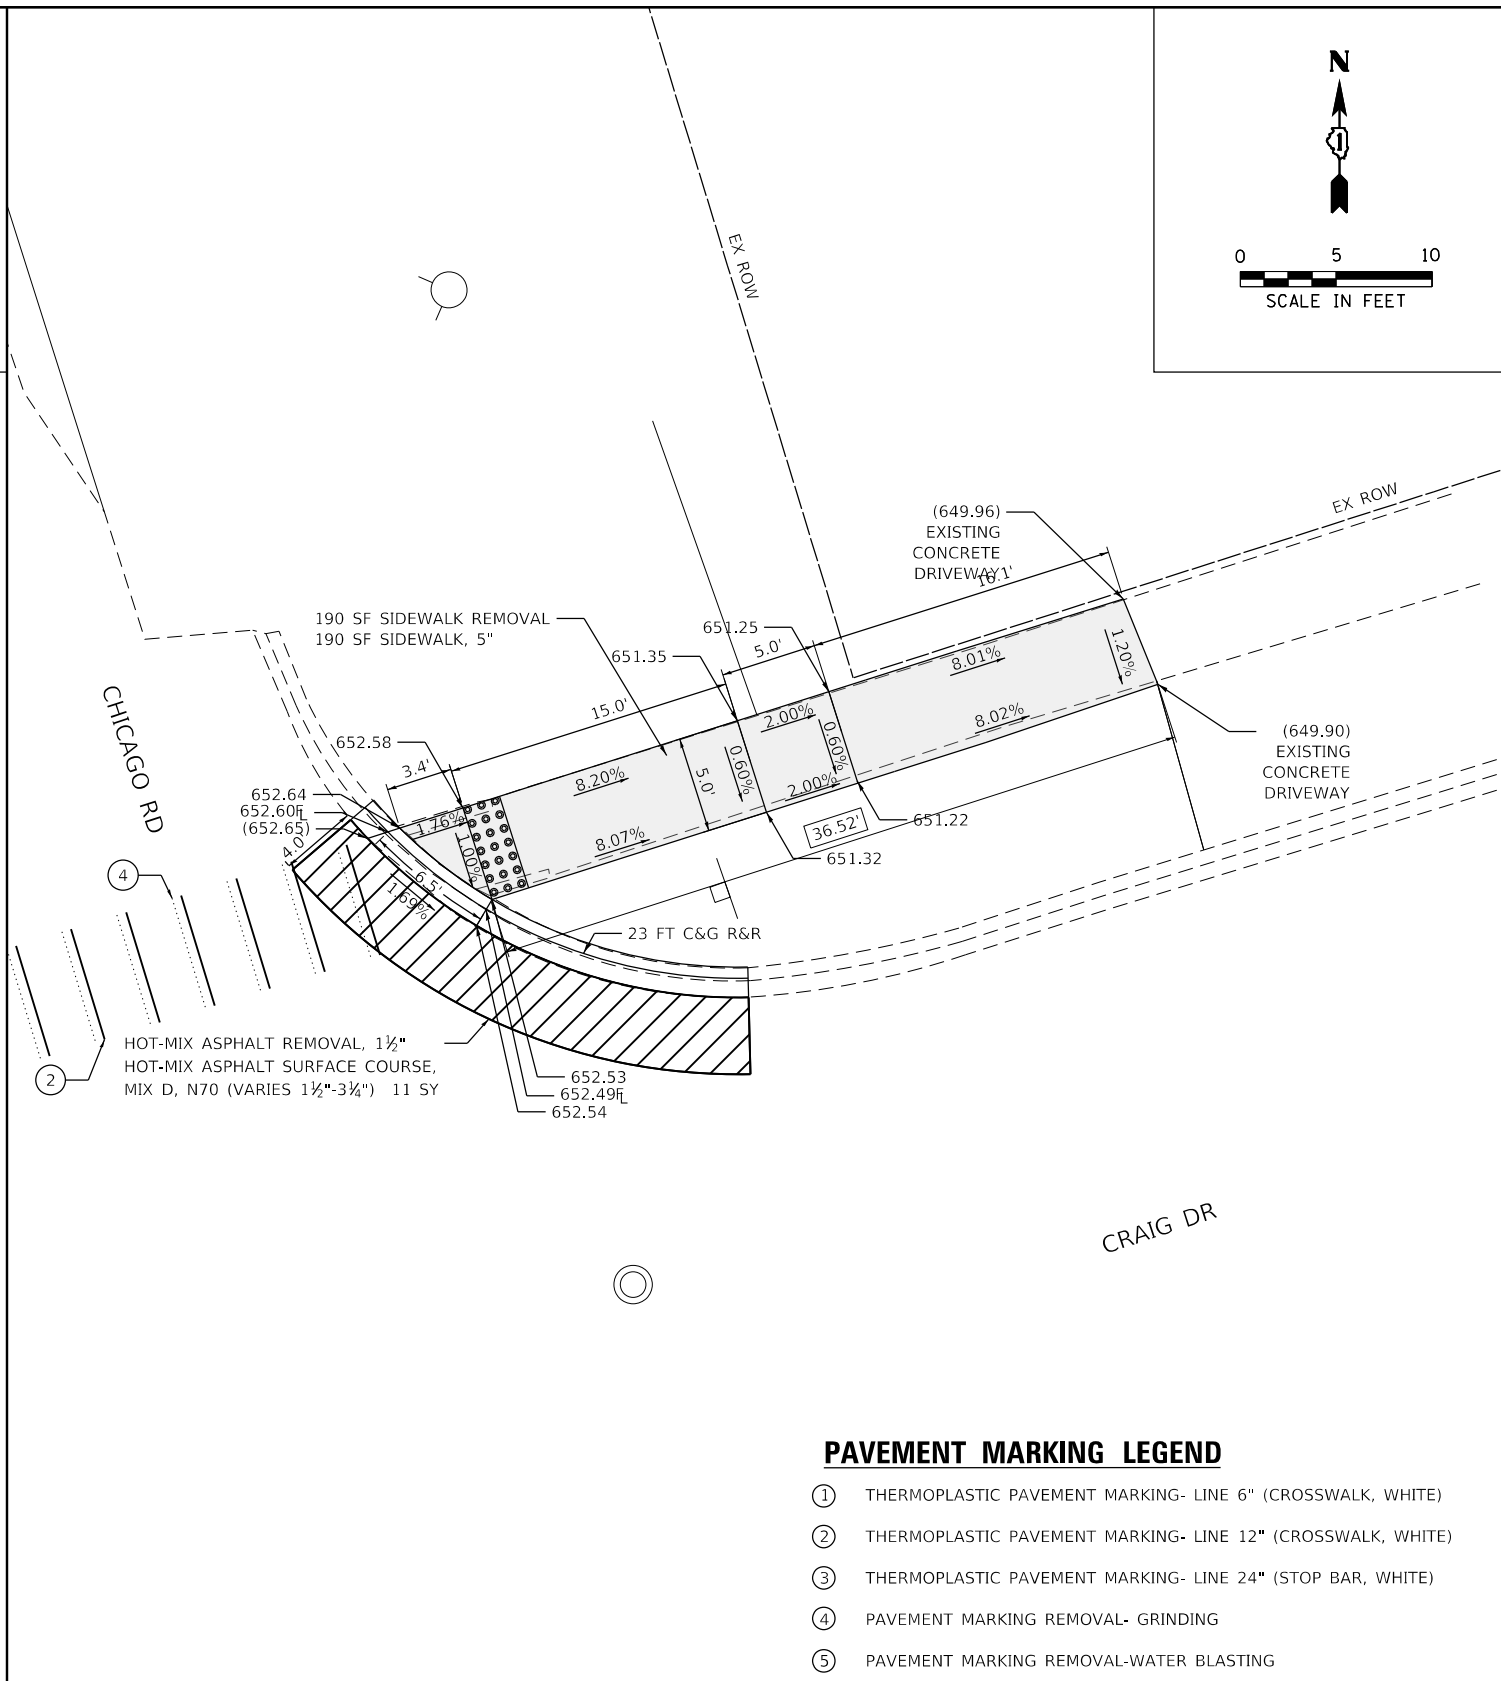 N
1
0 5 10
SCALE IN FEET
EX ROW
EX ROW
(649.96)
EXISTING
CONCRETE
DRIVEWAY
16.1'
190 SF SIDEWALK REMOVAL
190 SF SIDEWALK, 5"
651.25
5.0'
651.35
8.01%
1.20%
15.0'
2.00%
8.02%
652.58
0.60%
(649.90)
EXISTING
CONCRETE
DRIVEWAY
3.4'
8.20%
5.0'
0.60%
2.00%
CHICAGO RD
652.64
652.60FL
(652.65)
1.76%
8.07%
36.52'
651.22
4.0'
1.00%
651.32
4
6.5'
1.69%
23 FT C&G R&R
HOT-MIX ASPHALT REMOVAL, 1½"
HOT-MIX ASPHALT SURFACE COURSE,
MIX D, N70 (VARIES 1½"-3¼") 11 SY
2
652.53
652.49FL
652.54
CRAIG DR
PAVEMENT MARKING LEGEND
1 THERMOPLASTIC PAVEMENT MARKING- LINE 6" (CROSSWALK, WHITE)
2 THERMOPLASTIC PAVEMENT MARKING- LINE 12" (CROSSWALK, WHITE)
3 THERMOPLASTIC PAVEMENT MARKING- LINE 24" (STOP BAR, WHITE)
4 PAVEMENT MARKING REMOVAL- GRINDING
5 PAVEMENT MARKING REMOVAL-WATER BLASTING